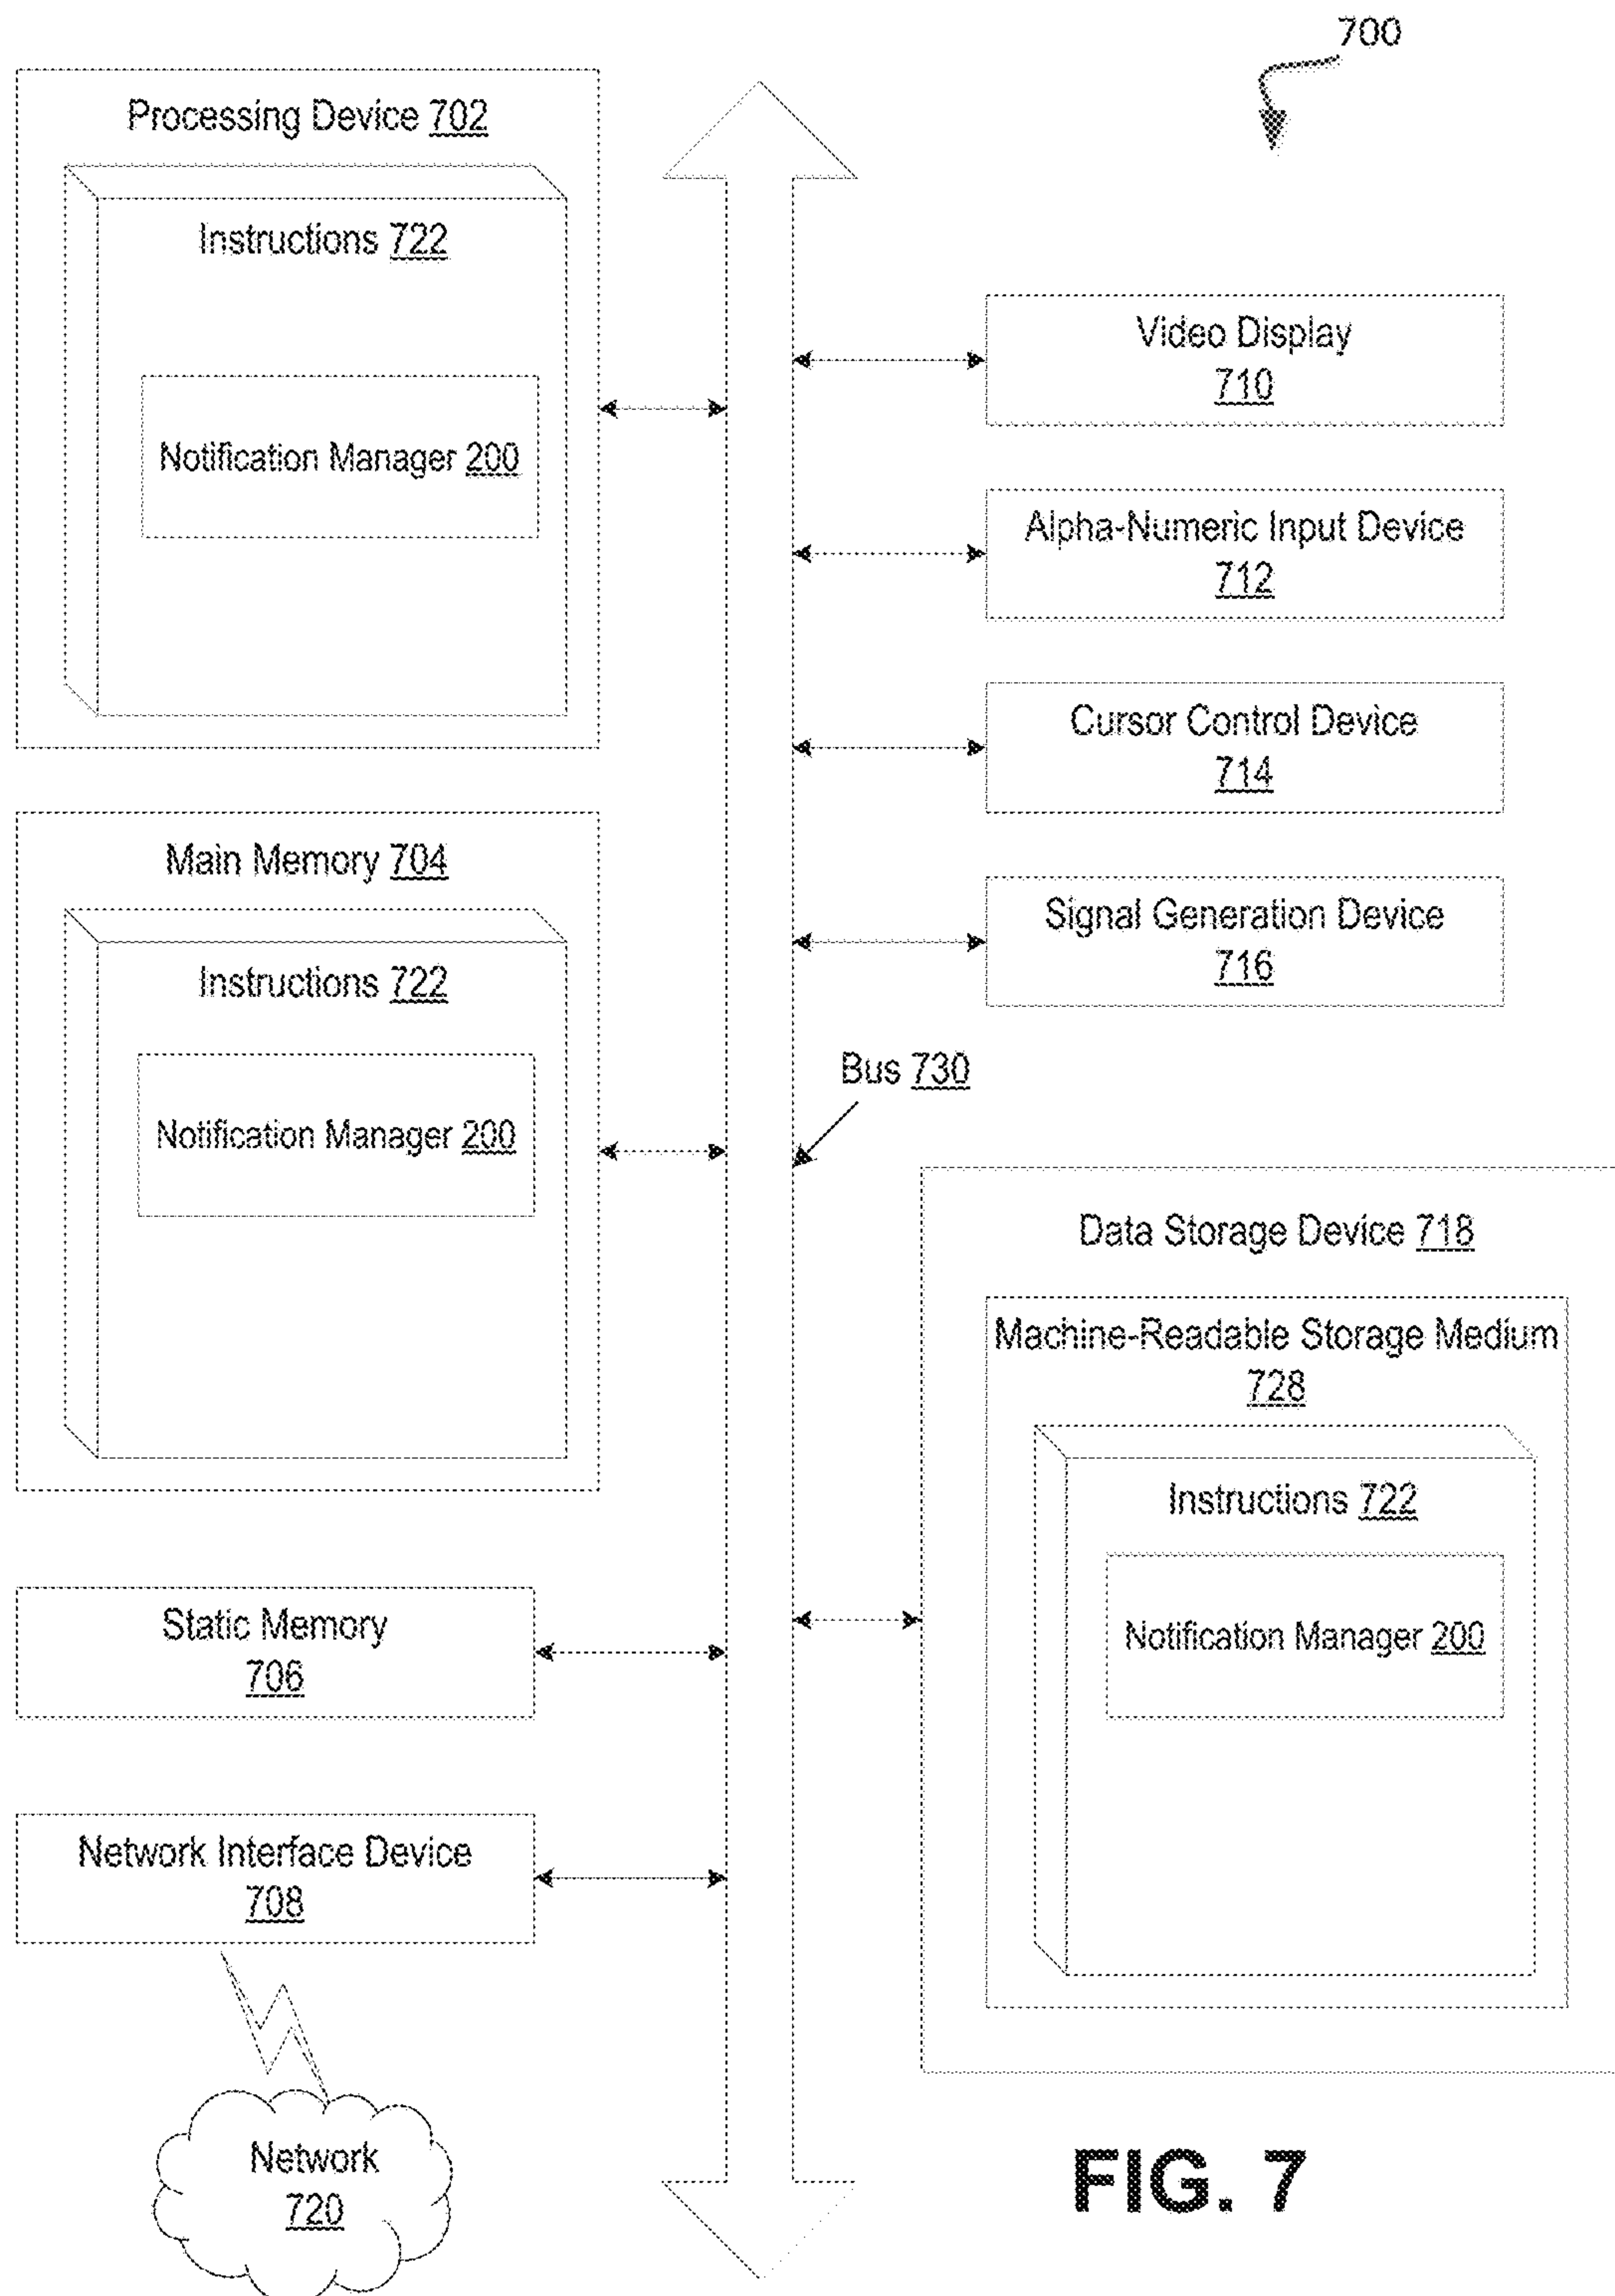 700
Processing Device 702
Instructions 722
Notification Manager 200
Video Display
710
Alpha-Numeric Input Device
712
Cursor Control Device
714
Main Memory 704
Instructions 722
Notification Manager 200
Signal Generation Device
716
Bus 730
Data Storage Device 718
Machine-Readable Storage Medium
728
Instructions 722
Notification Manager 200
Static Memory
706
Network Interface Device
708
Network
720
FIG. 7